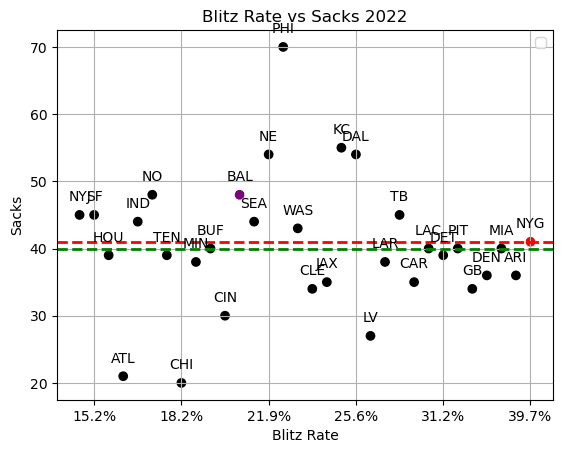 Blitz Rate vs Sacks 2022
PHI
70
60
KC
DAL
NE
50
NO
BAL
TB
NYJ
SF
IND
SEA
WAS
NYG
HOU
TEN
MIN
BUF
LAR
LAC
DET
PIT
MIA
40
CLE
JAX
CAR
GB
DEN
ARI
CIN
30
LV
ATL
CHI
20
15.2%
18.2%
21.9%
25.6%
31.2%
39.7%
Sacks
Blitz Rate